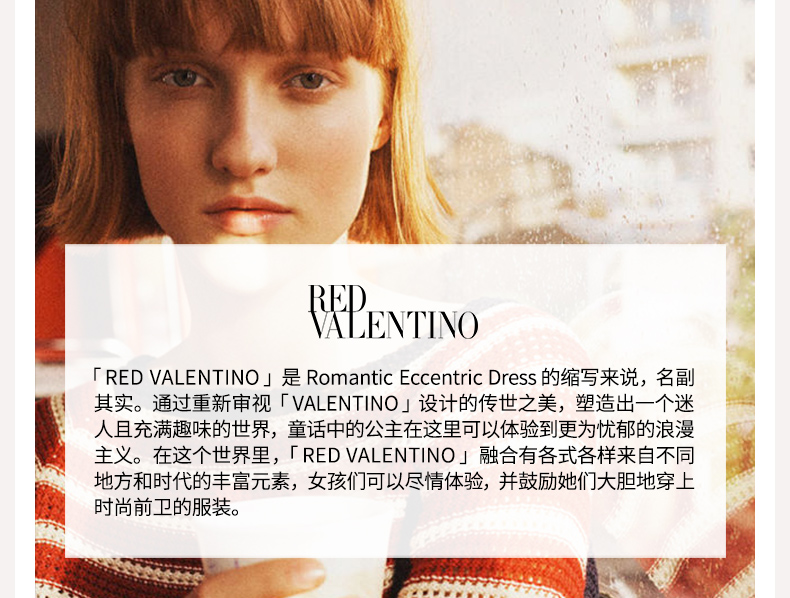 RED
VALENTINO
「RED VALENTINO」是 Romantic Eccentric Dress 的缩写来说，名副
其实。通过重新审视「VALENTINO」设计的传世之美，塑造出一个迷
人且充满趣味的世界，童话中的公主在这里可以体验到更为忧郁的浪漫
主义。在这个世界里，「RED VALENTINO」融合有各式各样来自不同
地方和时代的丰富元素，女孩们可以尽情体验，并鼓励她们大胆地穿上
时尚前卫的服装。